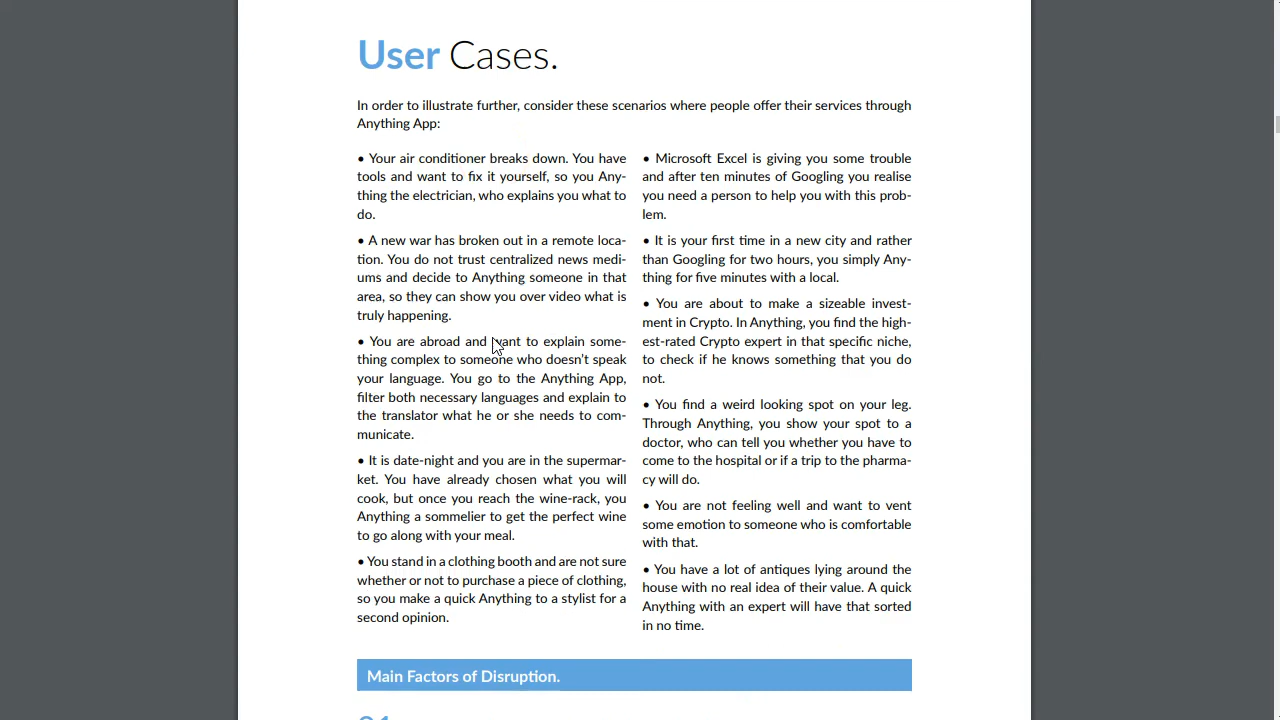 User Cases.
In order to illustrate further, consider these scenarios where people offer their services through
Anything App:
• Your air conditioner breaks down. You have
tools and want to fix it yourself, so you Any-
thing the electrician, who explains you what to
do.
• A new war has broken out in a remote loca-
tion. You do not trust centralized news medi-
ums and decide to Anything someone in that
area, so they can show you over video what is
truly happening.
• You are abroad and want to explain some-
thing complex to someone who doesn't speak
your language. You go to the Anything App,
filter both necessary languages and explain to
the translator what he or she needs to com-
municate.
• It is date-night and you are in the supermar-
ket. You have already chosen what you will
cook, but once you reach the wine-rack, you
Anything a sommelier to get the perfect wine
to go along with your meal.
• You stand in a clothing booth and are not sure
whether or not to purchase a piece of clothing,
so you make a quick Anything to a stylist for a
second opinion.
• Microsoft Excel is giving you some trouble
and after ten minutes of Googling you realise
you need a person to help you with this prob-
lem.
• It is your first time in a new city and rather
than Googling for two hours, you simply Any-
thing for five minutes with a local.
• You are about to make a sizeable invest-
ment in Crypto. In Anything, you find the high-
est-rated Crypto expert in that specific niche,
to check if he knows something that you do
not.
• You find a weird looking spot on your leg.
Through Anything, you show your spot to a
doctor, who can tell you whether you have to
come to the hospital or if a trip to the pharma-
cy will do.
• You are not feeling well and want to vent
some emotion to someone who is comfortable
with that.
• You have a lot of antiques lying around the
house with no real idea of their value. A quick
Anything with an expert will have that sorted
in no time.
Main Factors of Disruption.